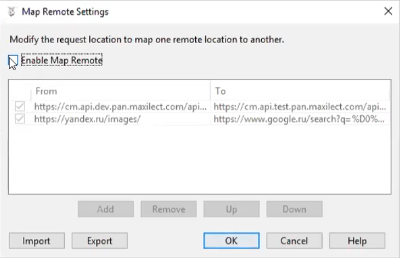 Map Remote Settings
Modify the request location to map one remote location to another.
Enable Map Remote
From To
https://cm.api.dev.pan.maxilect.com/api... https://cm.api.test.pan.maxilect.com/api...
https://yandex.ru/images/ https://www.google.ru/search?q=%D0%...
Add Remove Up Down
Import Export OK Cancel Help